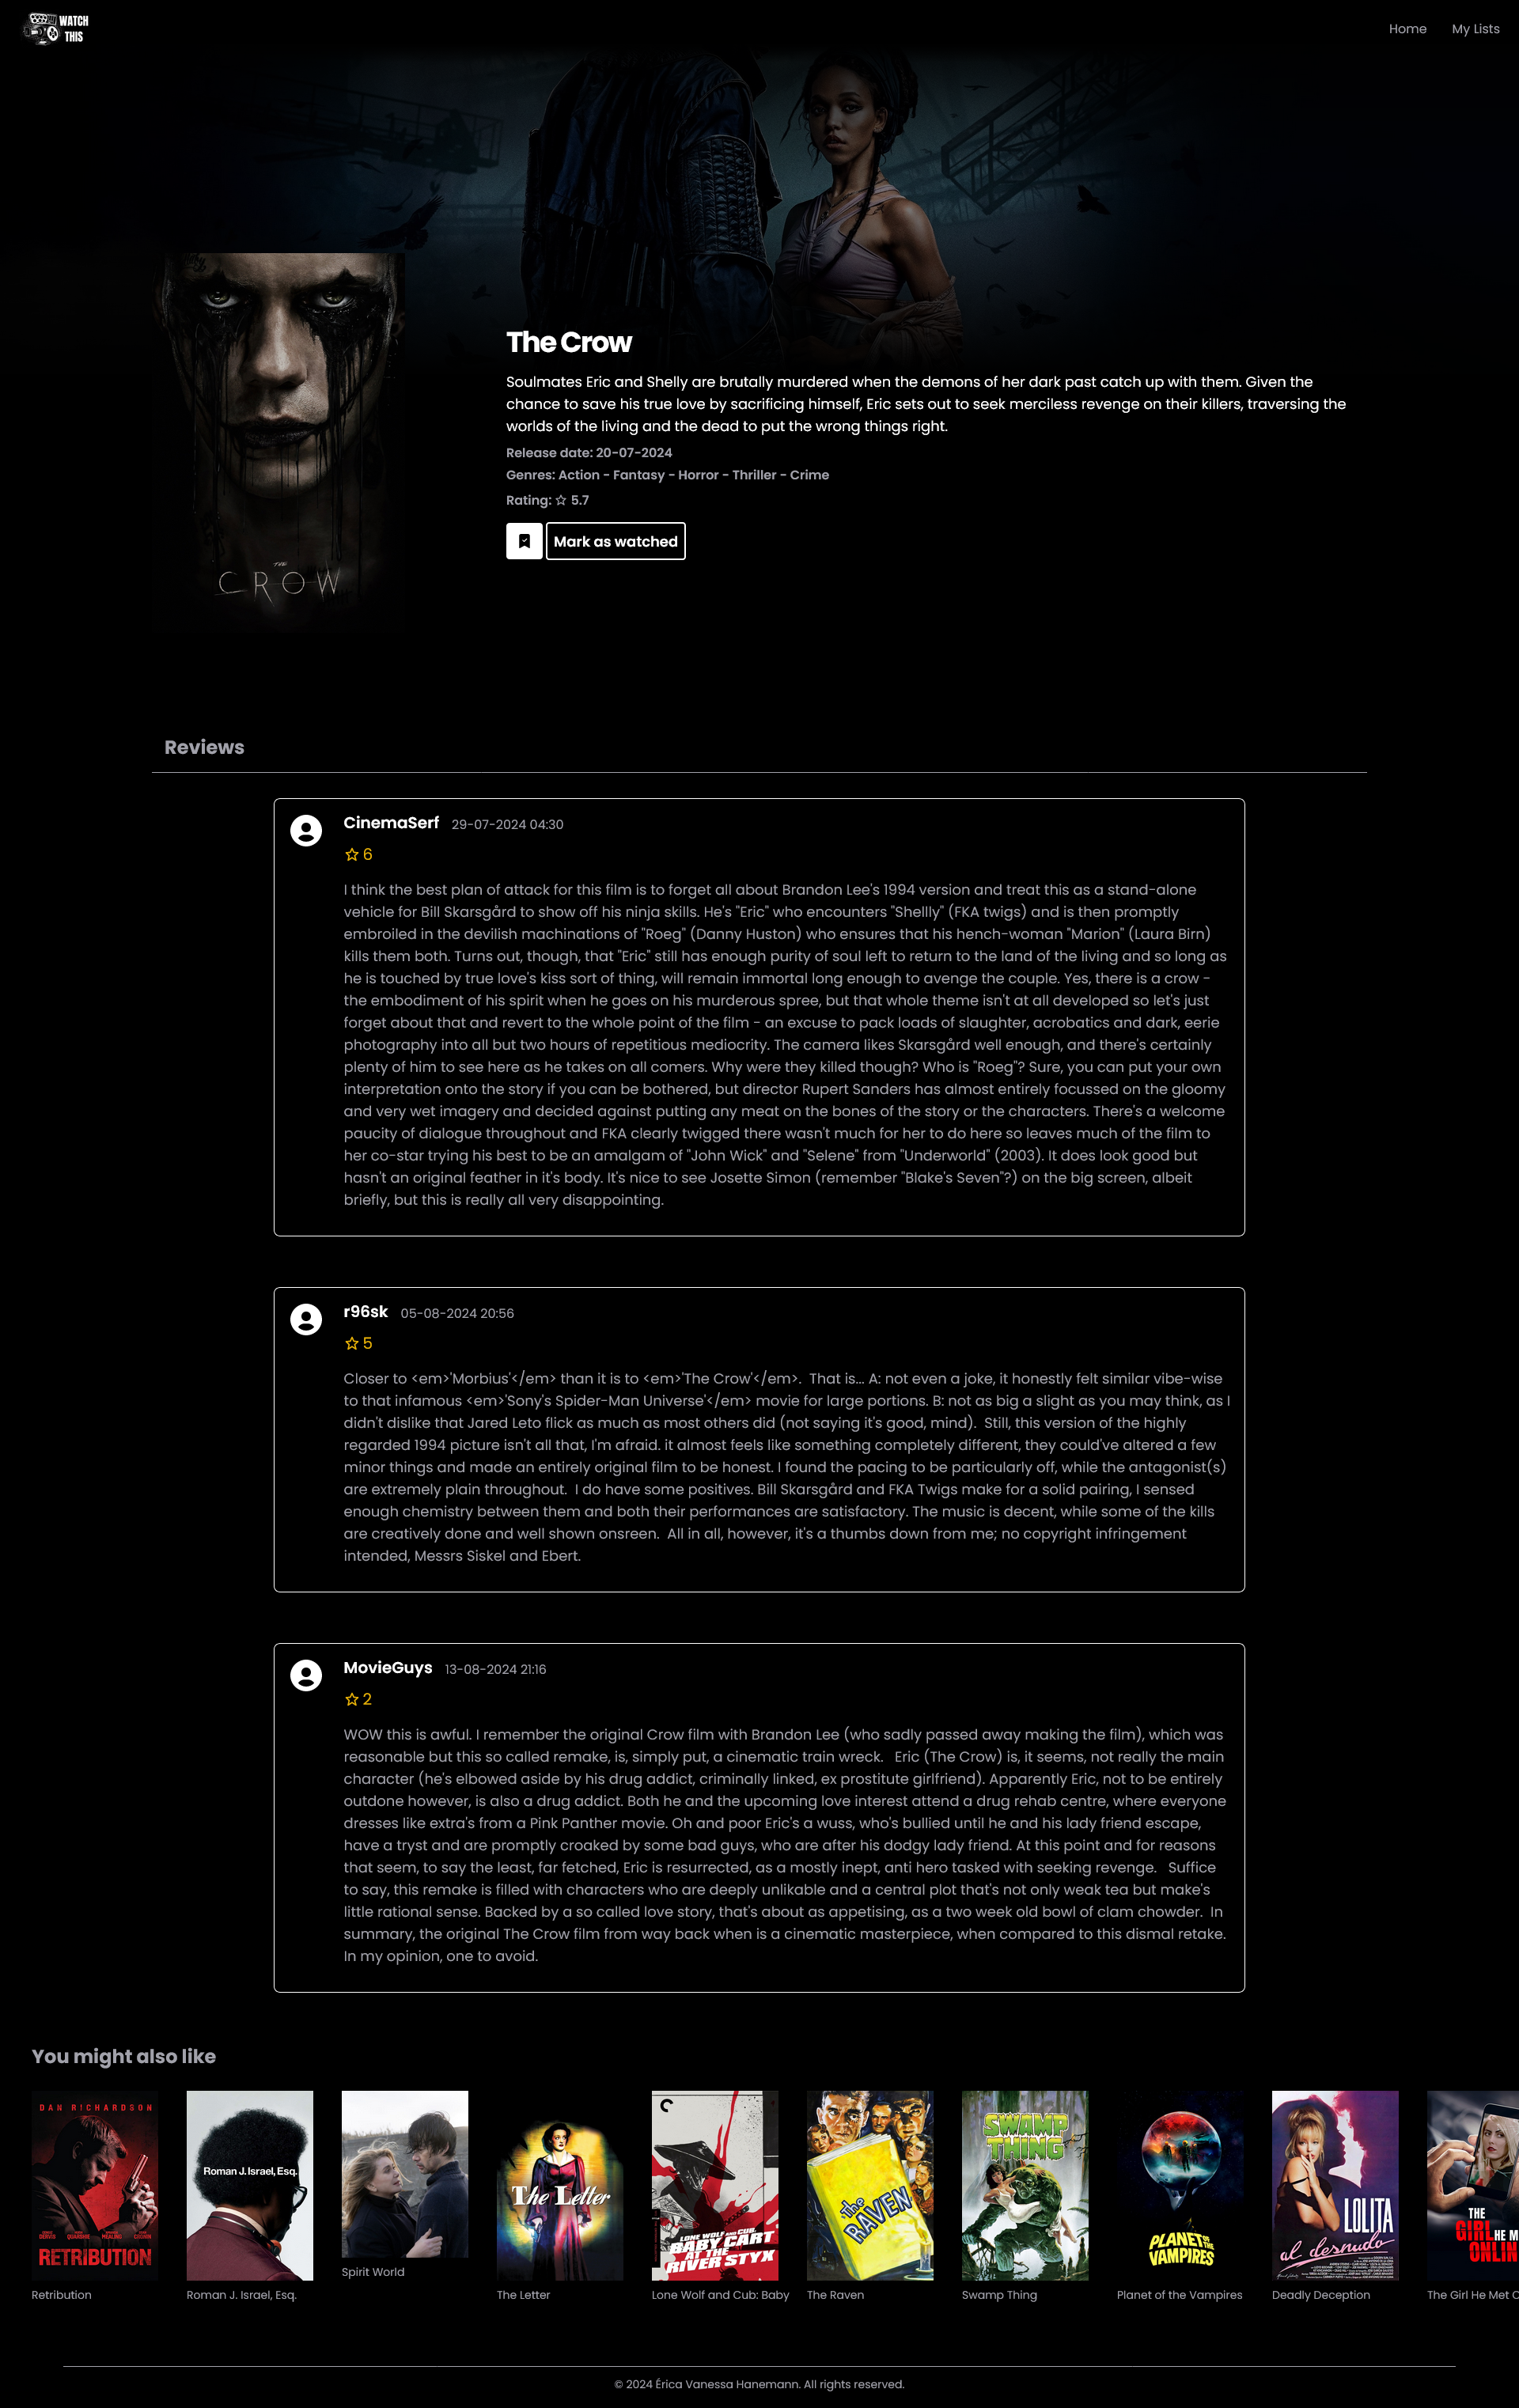 WATCH
THIS
Home
My Lists
THE
CROW
The Crow
Soulmates Eric and Shelly are brutally murdered when the demons of her dark past catch up with them. Given the
chance to save his true love by sacrificing himself, Eric sets out to seek merciless revenge on their killers, traversing the
worlds of the living and the dead to put the wrong things right.
Release date: 20-07-2024
Genres: Action - Fantasy - Horror - Thriller - Crime
Rating: ☆ 5.7
Mark as watched
Reviews
CinemaSerf 29-07-2024 04:30
☆ 6
I think the best plan of attack for this film is to forget all about Brandon Lee's 1994 version and treat this as a stand-alone
vehicle for Bill Skarsgård to show off his ninja skills. He's "Eric" who encounters "Shellly" (FKA twigs) and is then promptly
embroiled in the devilish machinations of "Roeg" (Danny Huston) who ensures that his hench-woman "Marion" (Laura Birn)
kills them both. Turns out, though, that "Eric" still has enough purity of soul left to return to the land of the living and so long as
he is touched by true love's kiss sort of thing, will remain immortal long enough to avenge the couple. Yes, there is a crow -
the embodiment of his spirit when he goes on his murderous spree, but that whole theme isn't at all developed so let's just
forget about that and revert to the whole point of the film - an excuse to pack loads of slaughter, acrobatics and dark, eerie
photography into all but two hours of repetitious mediocrity. The camera likes Skarsgård well enough, and there's certainly
plenty of him to see here as he takes on all comers. Why were they killed though? Who is "Roeg"? Sure, you can put your own
interpretation onto the story if you can be bothered, but director Rupert Sanders has almost entirely focussed on the gloomy
and very wet imagery and decided against putting any meat on the bones of the story or the characters. There's a welcome
paucity of dialogue throughout and FKA clearly twigged there wasn't much for her to do here so leaves much of the film to
her co-star trying his best to be an amalgam of "John Wick" and "Selene" from "Underworld" (2003). It does look good but
hasn't an original feather in it's body. It's nice to see Josette Simon (remember "Blake's Seven"?) on the big screen, albeit
briefly, but this is really all very disappointing.
r96sk 05-08-2024 20:56
☆ 5
Closer to <em>'Morbius'</em> than it is to <em>'The Crow'</em>.  That is... A: not even a joke, it honestly felt similar vibe-wise
to that infamous <em>'Sony's Spider-Man Universe'</em> movie for large portions. B: not as big a slight as you may think, as I
didn't dislike that Jared Leto flick as much as most others did (not saying it's good, mind).  Still, this version of the highly
regarded 1994 picture isn't all that, I'm afraid. it almost feels like something completely different, they could've altered a few
minor things and made an entirely original film to be honest. I found the pacing to be particularly off, while the antagonist(s)
are extremely plain throughout.  I do have some positives. Bill Skarsgård and FKA Twigs make for a solid pairing, I sensed
enough chemistry between them and both their performances are satisfactory. The music is decent, while some of the kills
are creatively done and well shown onsreen.  All in all, however, it's a thumbs down from me; no copyright infringement
intended, Messrs Siskel and Ebert.
MovieGuys 13-08-2024 21:16
☆ 2
WOW this is awful. I remember the original Crow film with Brandon Lee (who sadly passed away making the film), which was
reasonable but this so called remake, is, simply put, a cinematic train wreck.   Eric (The Crow) is, it seems, not really the main
character (he's elbowed aside by his drug addict, criminally linked, ex prostitute girlfriend). Apparently Eric, not to be entirely
outdone however, is also a drug addict. Both he and the upcoming love interest attend a drug rehab centre, where everyone
dresses like extra's from a Pink Panther movie. Oh and poor Eric's a wuss, who's bullied until he and his lady friend escape,
have a tryst and are promptly croaked by some bad guys, who are after his dodgy lady friend. At this point and for reasons
that seem, to say the least, far fetched, Eric is resurrected, as a mostly inept, anti hero tasked with seeking revenge.   Suffice
to say, this remake is filled with characters who are deeply unlikable and a central plot that's not only weak tea but make's
little rational sense. Backed by a so called love story, that's about as appetising, as a two week old bowl of clam chowder.  In
summary, the original The Crow film from way back when is a cinematic masterpiece, when compared to this dismal retake.
In my opinion, one to avoid.
You might also like
DAN RICHARDSON
RETRIBUTION
Roman J. Israel, Esq.
The Letter
LONE WOLF AND CUB:
BABY CART
AT THE
RIVER STYX
the
RAVEN
SWAMP
THING
PLANET OF THE
VAMPIRES
LOLITA
al desnudo
THE
GIRL HE M
ONLIN
Retribution
Roman J. Israel, Esq.
Spirit World
The Letter
Lone Wolf and Cub: Baby
The Raven
Swamp Thing
Planet of the Vampires
Deadly Deception
The Girl He Met O
© 2024 Érica Vanessa Hanemann. All rights reserved.